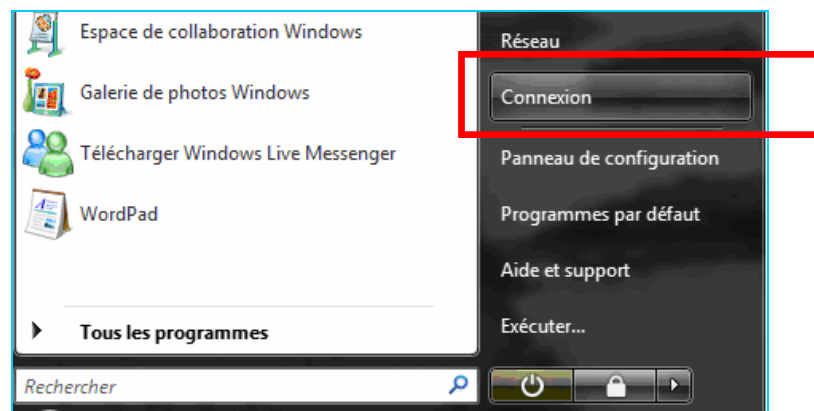 Espace de collaboration Windows
Galerie de photos Windows
Télécharger Windows Live Messenger
WordPad
Tous les programmes
Rechercher
Réseau
Connexion
Panneau de configuration
Programmes par défaut
Aide et support
Exécuter...